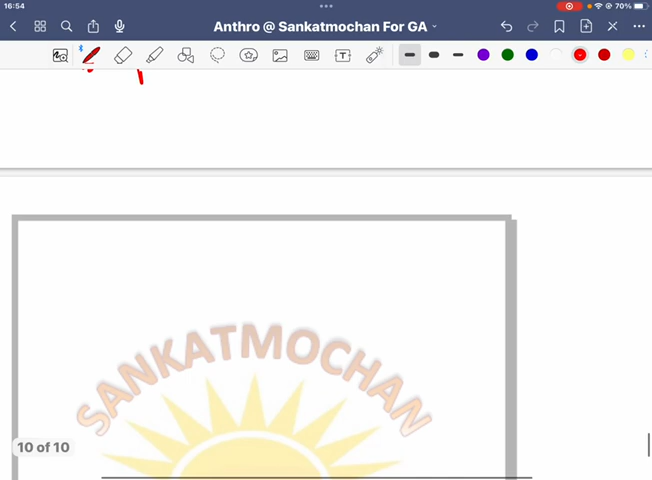 16:54
70%
Anthro @ Sankatmochan For GA
T
SANKATMOCHAN
10 of 10